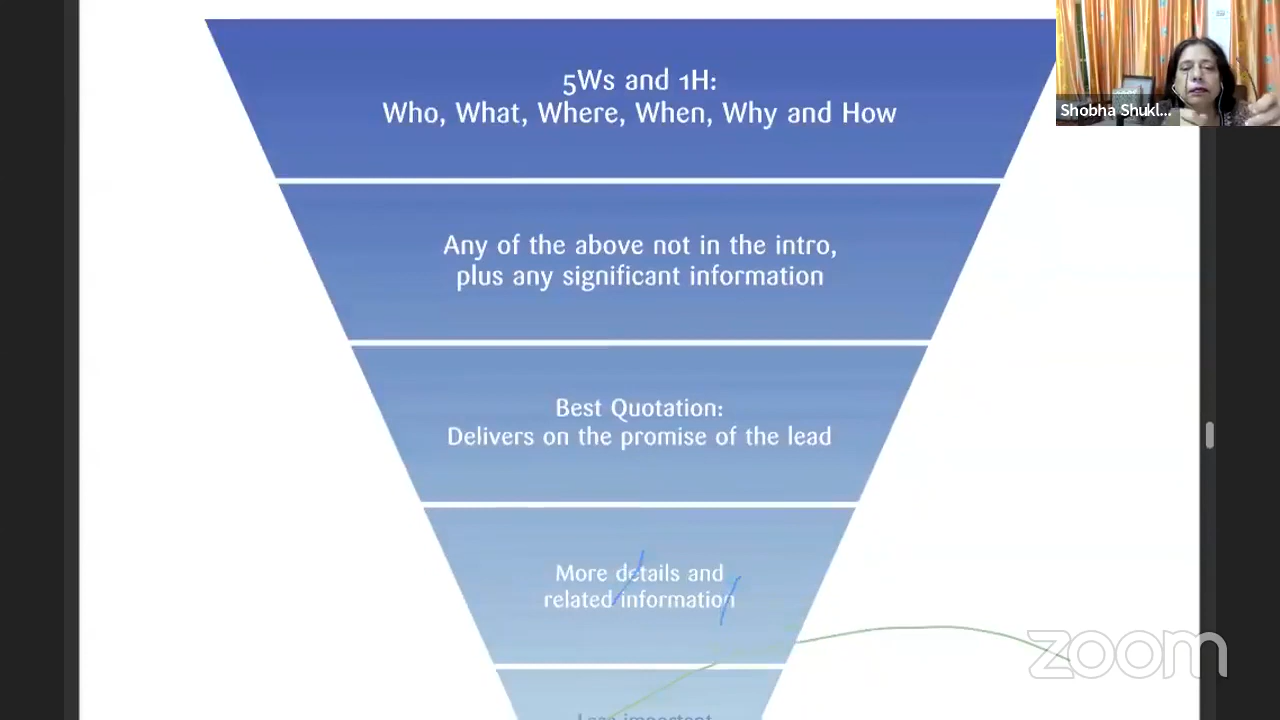 5Ws and 1H:
Who, What, Where, When, Why and How
Shobha Shukl...
Any of the above not in the intro,
plus any significant information
Best Quotation:
Delivers on the promise of the lead
More details and
related information
zoom
Less important